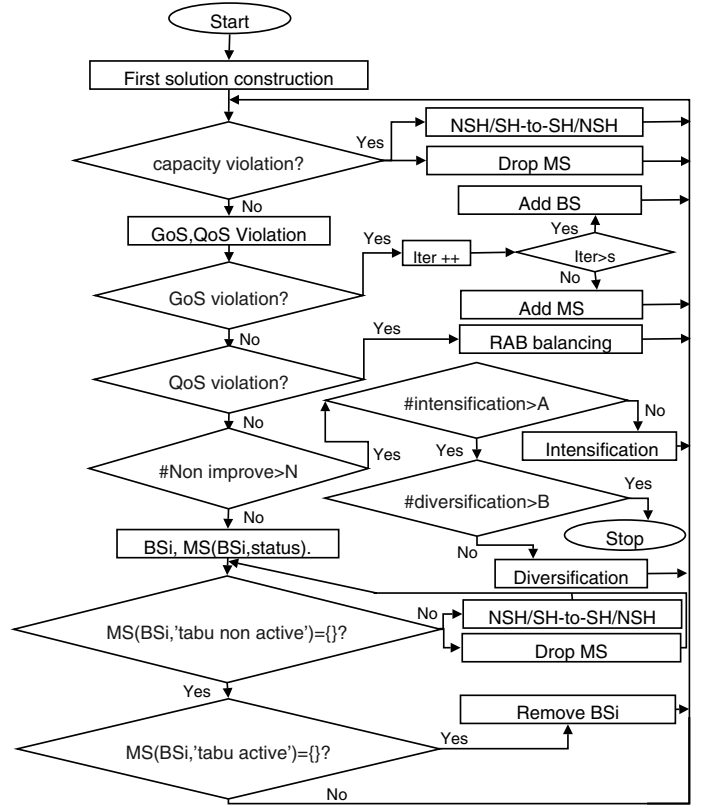 Start
First solution construction
capacity violation?
Yes
NSH/SH-to-SH/NSH
Drop MS
No
GoS,QoS Violation
GoS violation?
Yes
Iter ++
Iter>s
Yes
Add BS
No
Add MS
No
QoS violation?
Yes
RAB balancing
No
#Non improve>N
Yes
#intensification>A
No
Intensification
Yes
#diversification>B
Yes
Stop
No
Diversification
No
BSi, MS(BSi,status).
MS(BSi,'tabu non active')={}?
No
NSH/SH-to-SH/NSH
Drop MS
Yes
MS(BSi,'tabu active')={}?
Yes
Remove BSi
No